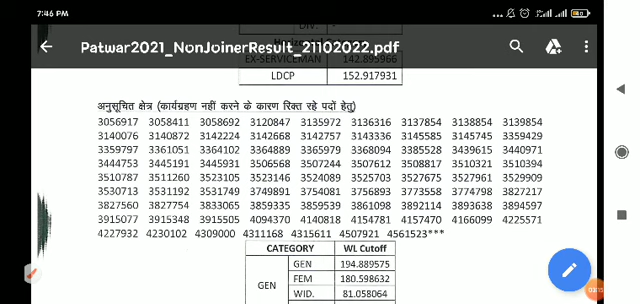 7:46 PM
DIV. -
Patwar2021_NonJoinerResult_21102022.pdf
EX-SERVICEMAN 142.895966
LDCP 152.917931
अनुसूचित क्षेत्र (कार्यग्रहण नहीं करने के कारण रिक्त रहे पदों हेतु)
3056917 3058411 3058692 3120847 3135972 3136316 3137854 3138854 3139854
3140076 3140872 3142224 3142668 3142757 3143336 3145585 3145745 3359429
3359797 3361051 3364102 3364889 3365979 3368094 3385528 3439615 3440971
3444753 3445191 3445931 3506568 3507244 3507612 3508817 3510321 3510394
3510787 3511260 3523105 3523146 3524089 3525703 3527675 3527961 3529909
3530713 3531192 3531749 3749891 3754081 3756893 3773558 3774798 3827217
3827560 3827754 3833065 3859335 3859539 3861098 3892114 3893638 3894597
3915077 3915348 3915505 4094370 4140818 4154781 4157470 4166099 4225571
4227932 4230102 4309000 4311168 4315611 4507921 4561523***
CATEGORY WL Cutoff
GEN GEN 194.889575
FEM 180.598632
WID. 81.058064